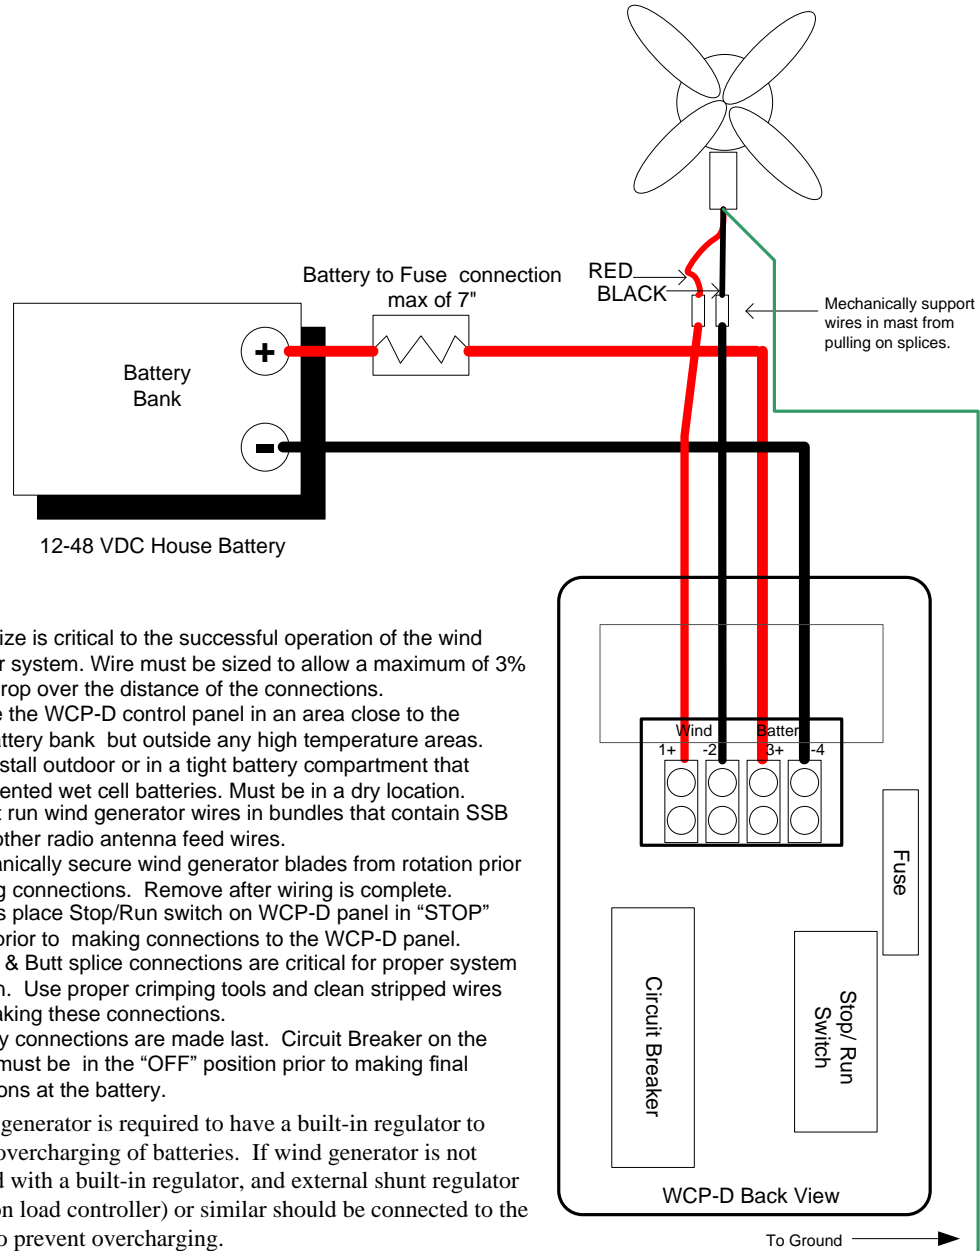 Battery to Fuse connection
max of 7"
RED
BLACK
Mechanically support
wires in mast from
pulling on splices.
+
Battery
Bank
-
12-48 VDC House Battery
ize is critical to the successful operation of the wind
r system. Wire must be sized to allow a maximum of 3%
rop over the distance of the connections.
e the WCP-D control panel in an area close to the
attery bank but outside any high temperature areas.
stall outdoor or in a tight battery compartment that
ented wet cell batteries. Must be in a dry location.
t run wind generator wires in bundles that contain SSB
other radio antenna feed wires.
anically secure wind generator blades from rotation prior
g connections. Remove after wiring is complete.
s place Stop/Run switch on WCP-D panel in “STOP”
prior to making connections to the WCP-D panel.
& Butt splice connections are critical for proper system
n. Use proper crimping tools and clean stripped wires
aking these connections.
y connections are made last. Circuit Breaker on the
must be in the “OFF” position prior to making final
ons at the battery.
generator is required to have a built-in regulator to
overcharging of batteries. If wind generator is not
d with a built-in regulator, and external shunt regulator
on load controller) or similar should be connected to the
o prevent overcharging.
Wind Batter
1+ -2 3+ -4
Fuse
Circuit Breaker
Stop/ Run
Switch
WCP-D Back View
To Ground